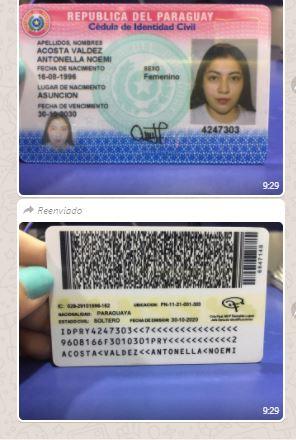 REPUBLICA DEL PARAGUAY
Cédula de Identidad Civil
APELLIDOS, NOMBRES
ACOSTA VALDEZ
ANTONELLA NOEMI
FECHA DE NACIMIENTO
16-08-1996
SEXO
Femenino
LUGAR DE NACIMIENTO
ASUNCION
FECHA DE VENCIMIENTO
30-10-2030
4247303
9:29
Reenviado
6647148
IC: 029-29101996-162
UBICACION: PN-11-21-001-003
NACIONALIDAD: PARAGUAYA
ESTADO CIVIL: SOLTERO
FECHA DE EMISION: 30-10-2020
IDPRY4247303<<7<<<<<<<<<<<<<<<
9608166F3010301PRY<<<<<<<<<<<2
ACOSTA<VALDEZ<<ANTONELLA<NOEMI
9:29